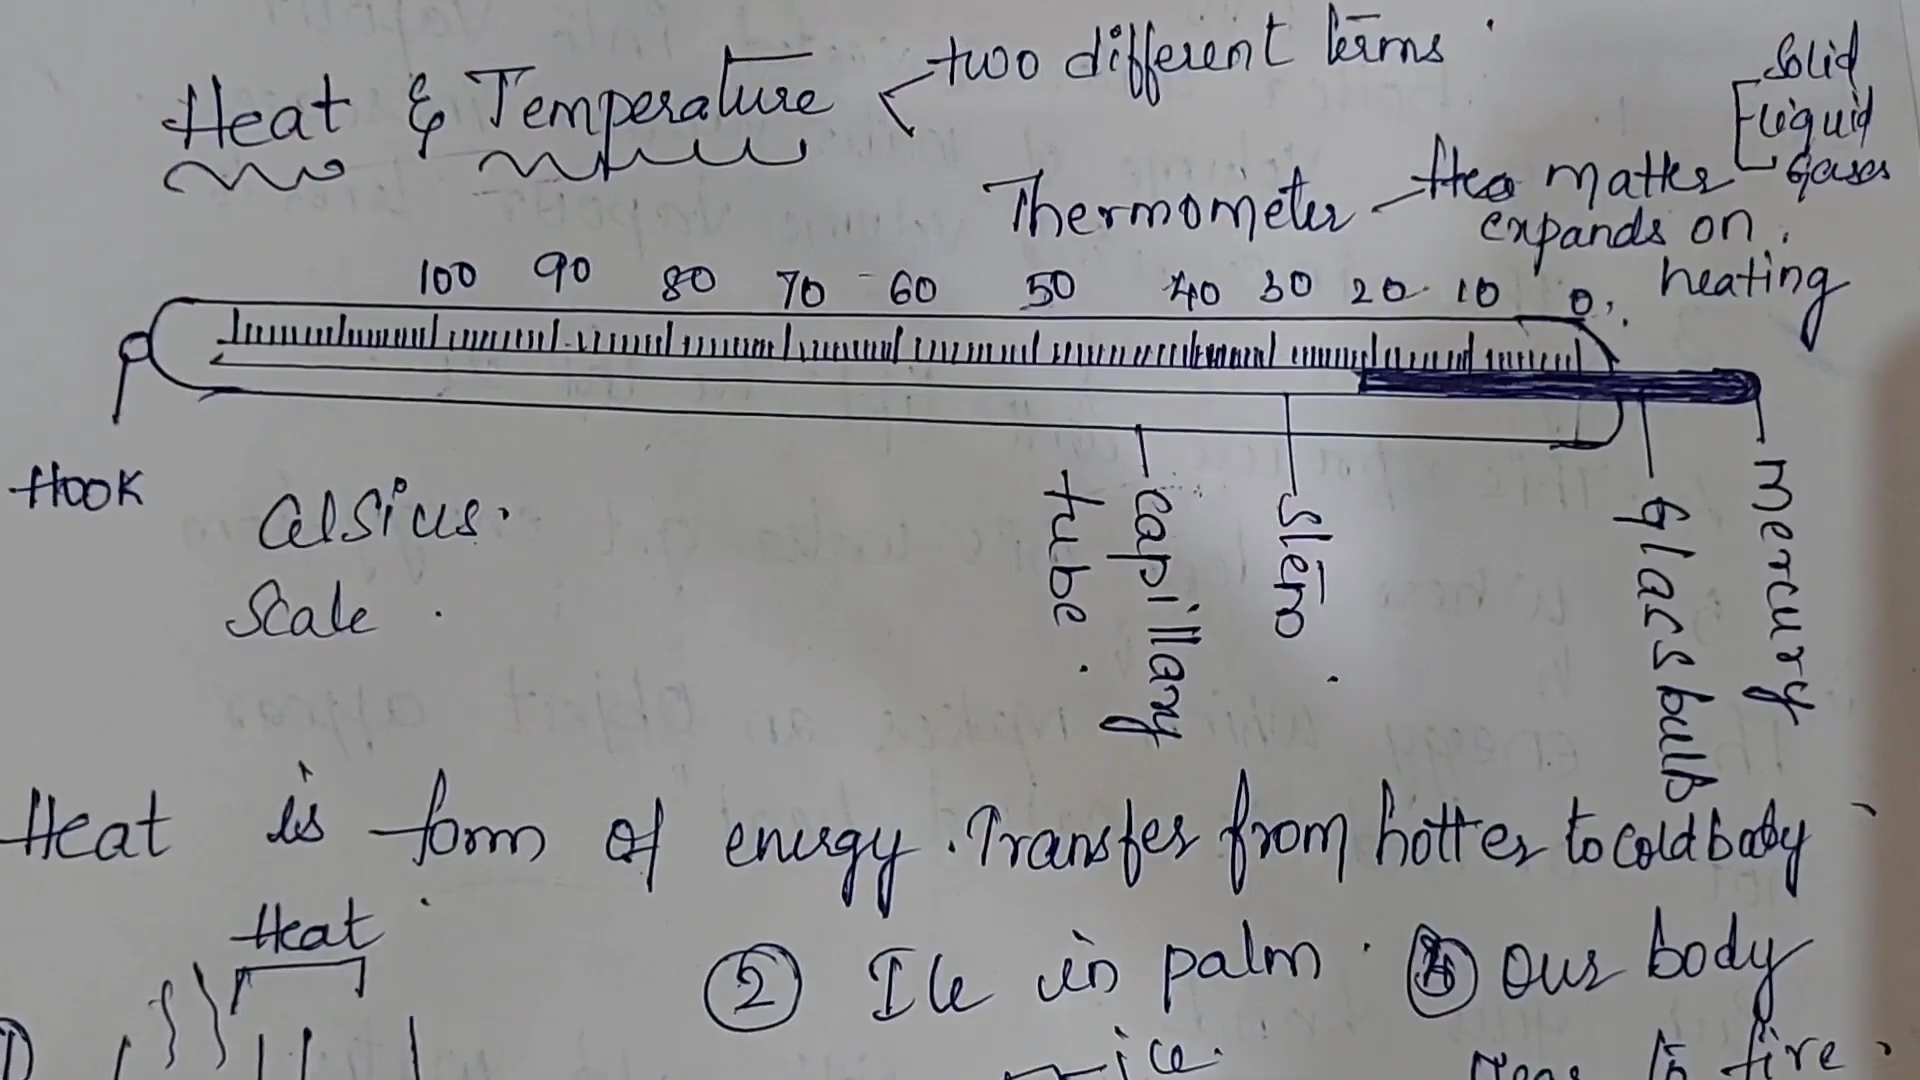 Heat & Temperature
two different terms
Thermometer - matter
Solid
liquid
Gases
expands on
heating
100 90 80 70 60 50 40 30 20 10 0
Hook
Celsius
Scale
capillary
tube
Stem
Glass bulb
Mercury
Heat is form of energy. Transfer from hotter to cold body
Heat
② Ice in palm
Our body
ice
fire